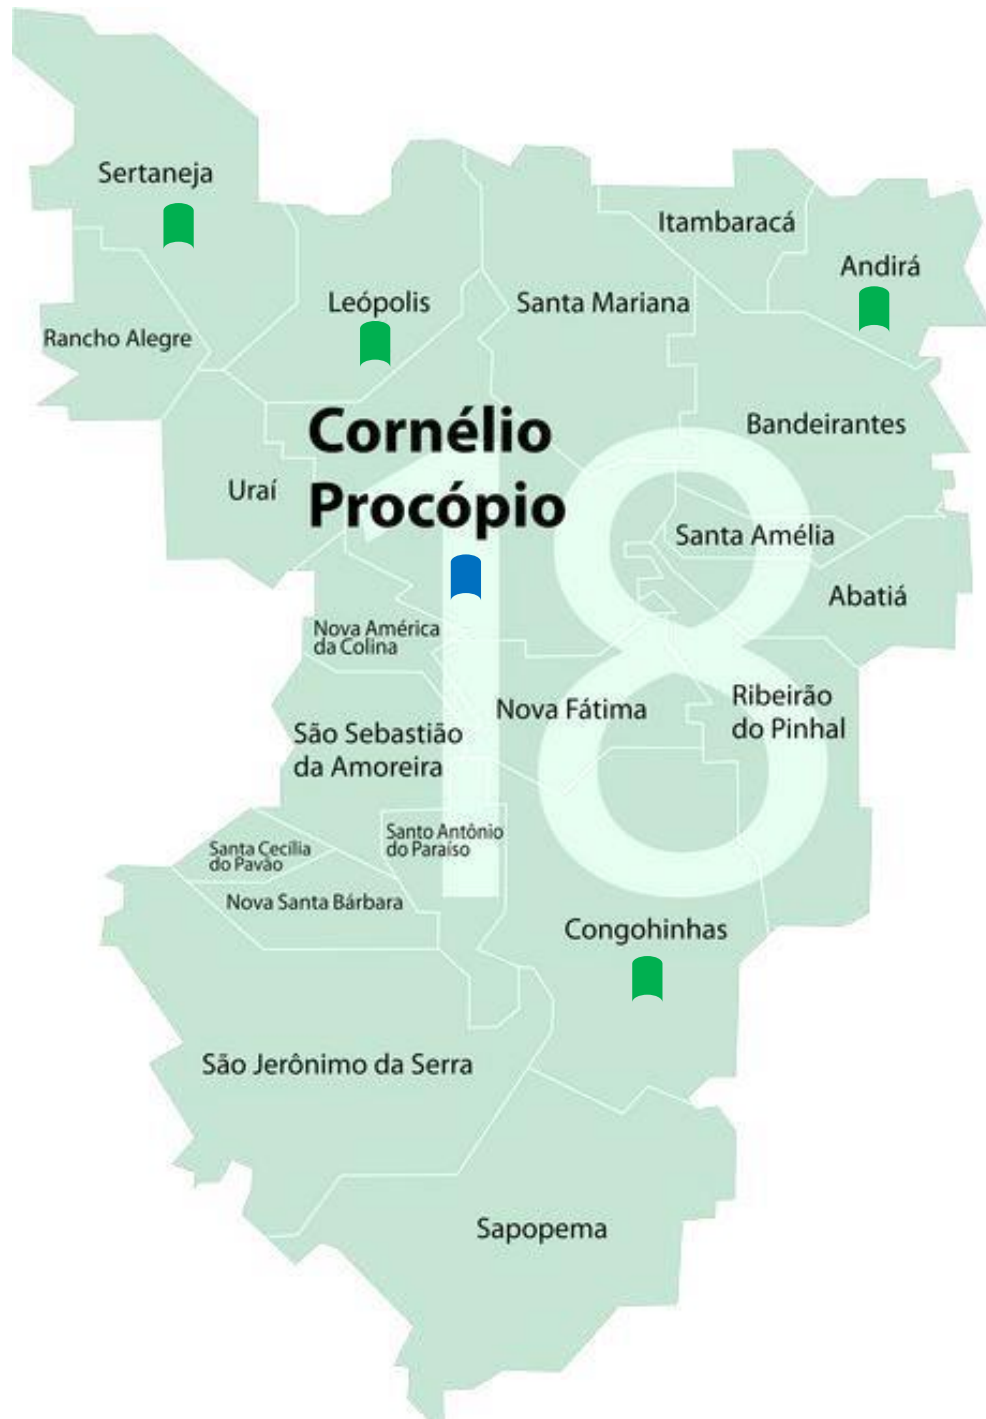 Sertaneja
Itambaracá
Andirá
Leópolis
Santa Mariana
Rancho Alegre
Cornélio
Procópio
Bandeirantes
Uraí
18
Santa Amélia
Abatiá
Nova América
da Colina
Nova Fátima
Ribeirão
do Pinhal
São Sebastião
da Amoreira
Santo Antônio
do Paraíso
Santa Cecília
do Pavão
Nova Santa Bárbara
Congohinhas
São Jerônimo da Serra
Sapopema